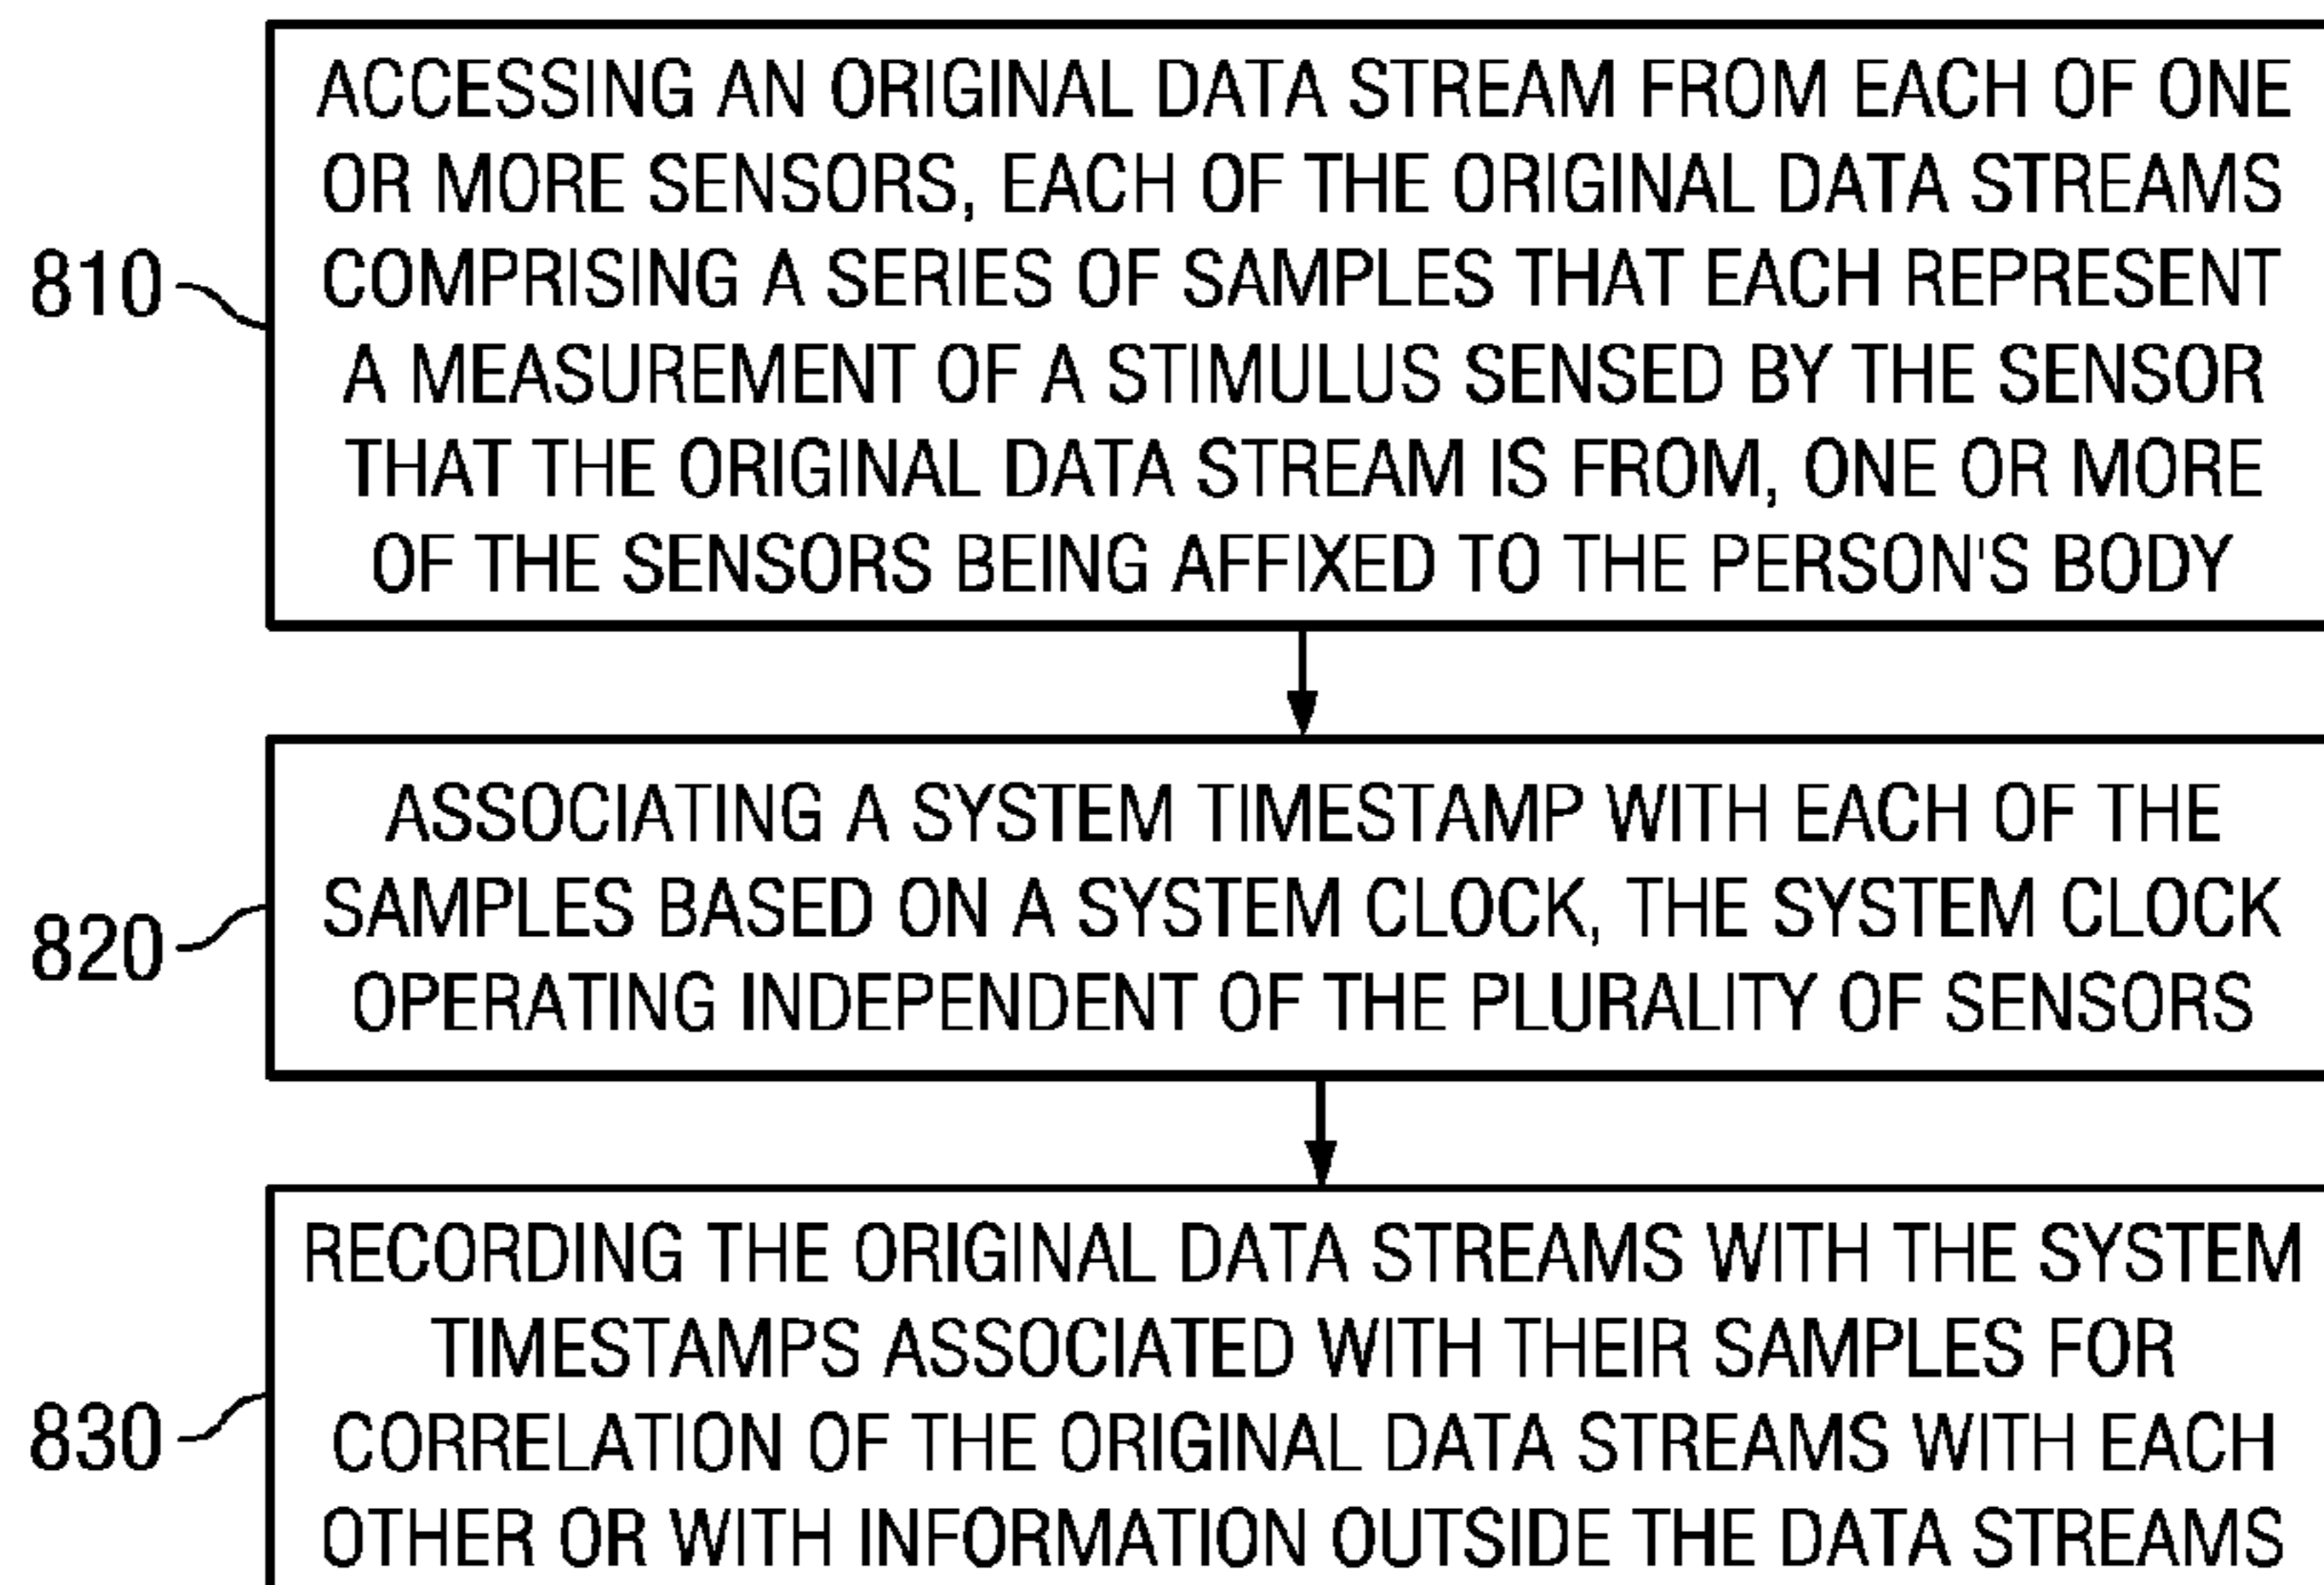 ACCESSING AN ORIGINAL DATA STREAM FROM EACH OF ONE
OR MORE SENSORS, EACH OF THE ORIGINAL DATA STREAMS
810 COMPRISING A SERIES OF SAMPLES THAT EACH REPRESENT
A MEASUREMENT OF A STIMULUS SENSED BY THE SENSOR
THAT THE ORIGINAL DATA STREAM IS FROM, ONE OR MORE
OF THE SENSORS BEING AFFIXED TO THE PERSON'S BODY
ASSOCIATING A SYSTEM TIMESTAMP WITH EACH OF THE
820 SAMPLES BASED ON A SYSTEM CLOCK, THE SYSTEM CLOCK
OPERATING INDEPENDENT OF THE PLURALITY OF SENSORS
RECORDING THE ORIGINAL DATA STREAMS WITH THE SYSTEM
TIMESTAMPS ASSOCIATED WITH THEIR SAMPLES FOR
830 CORRELATION OF THE ORIGINAL DATA STREAMS WITH EACH
OTHER OR WITH INFORMATION OUTSIDE THE DATA STREAMS